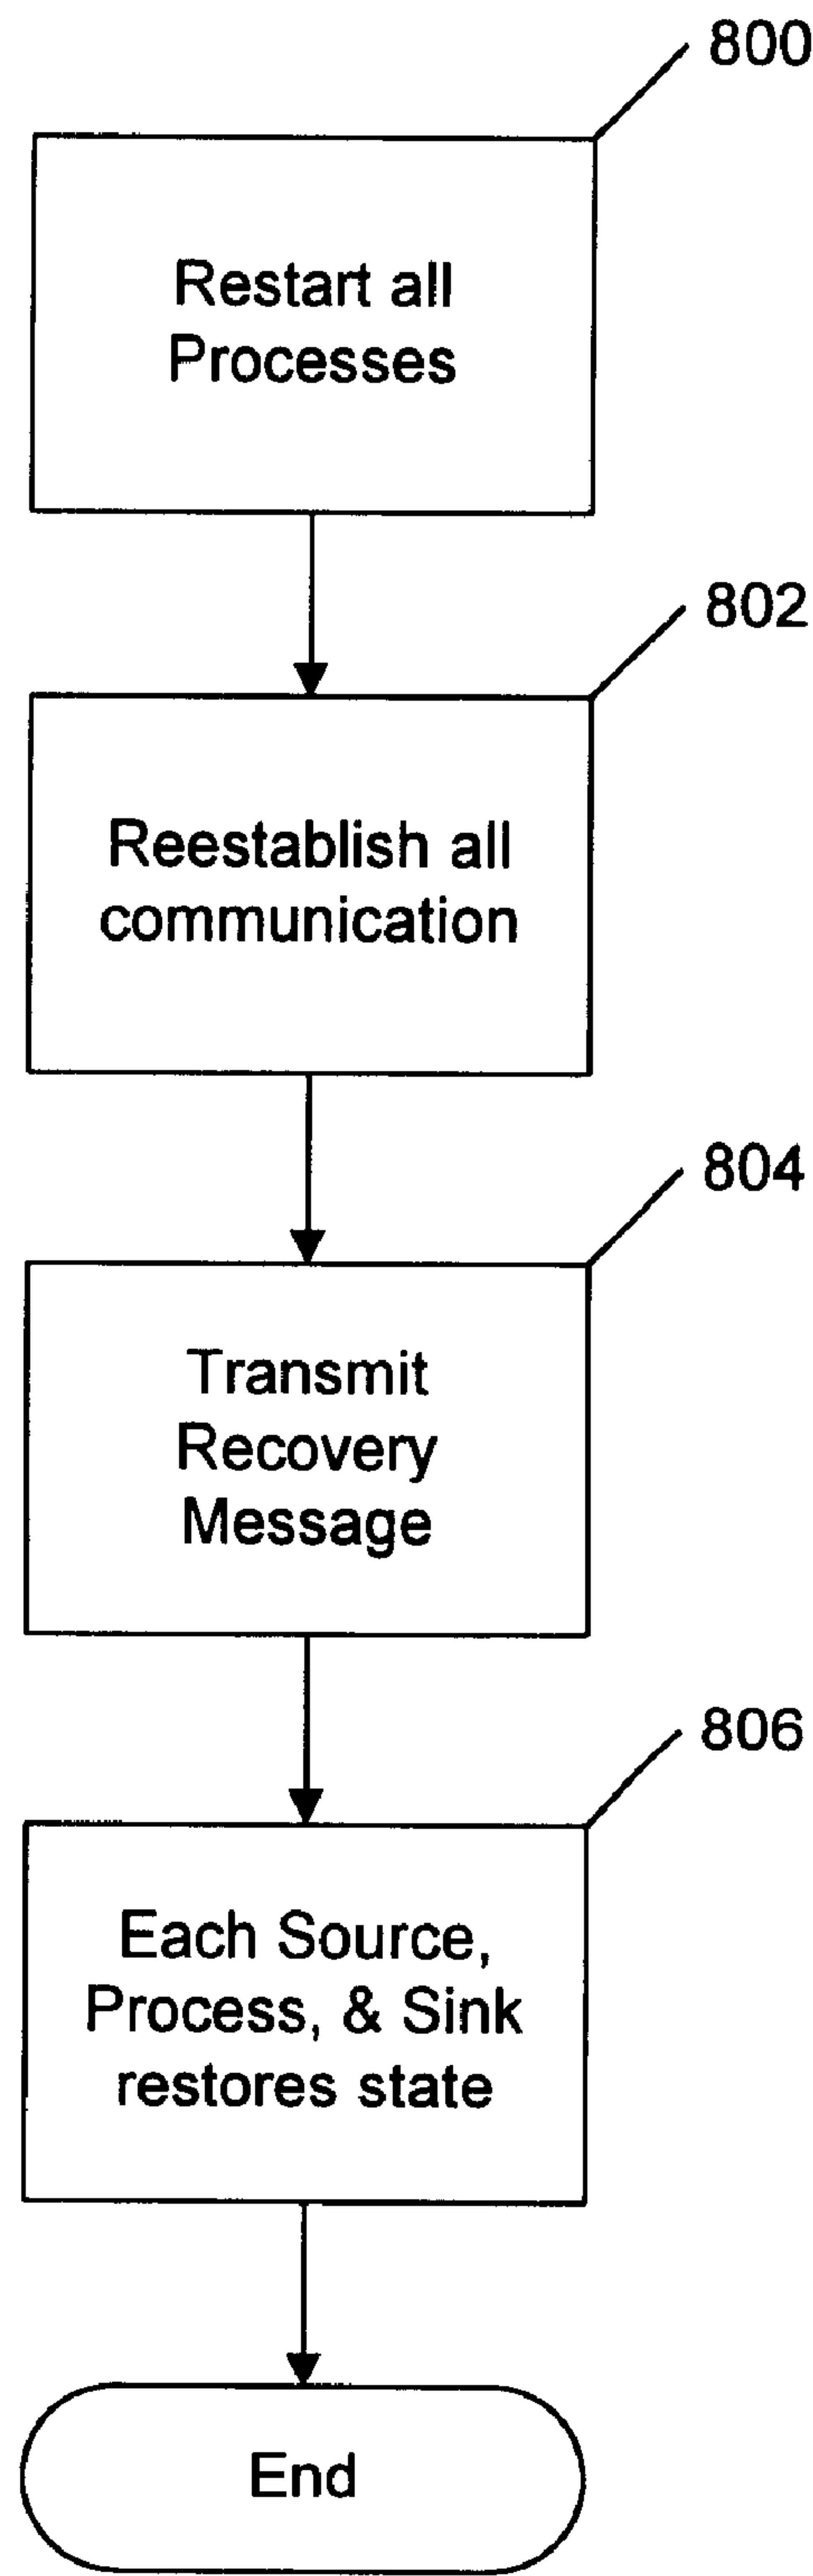 800
Restart all
Processes
802
Reestablish all
communication
804
Transmit
Recovery
Message
806
Each Source,
Process, & Sink
restores state
End